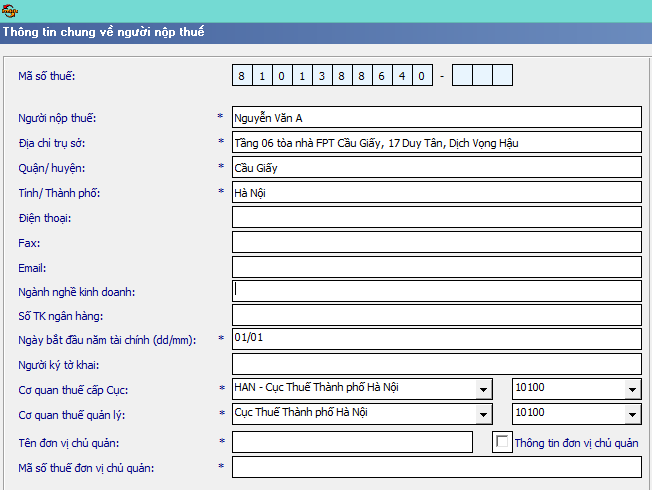 Thông tin chung về người nộp thuế
Mã số thuế: 8 1 0 1 3 8 8 6 4 0 -
Người nộp thuế: * Nguyễn Văn A
Địa chỉ trụ sở: * Tầng 06 tòa nhà FPT Cầu Giấy, 17 Duy Tân, Dịch Vọng Hậu
Quận/ huyện: * Cầu Giấy
Tỉnh/ Thành phố: * Hà Nội
Điện thoại:
Fax:
Email:
Ngành nghề kinh doanh:
Số TK ngân hàng:
Ngày bắt đầu năm tài chính (dd/mm): * 01/01
Người ký tờ khai:
Cơ quan thuế cấp Cục: * HAN - Cục Thuế Thành phố Hà Nội 10100
Cơ quan thuế quản lý: * Cục Thuế Thành phố Hà Nội 10100
Tên đơn vị chủ quản: * Thông tin đơn vị chủ quản
Mã số thuế đơn vị chủ quản: *